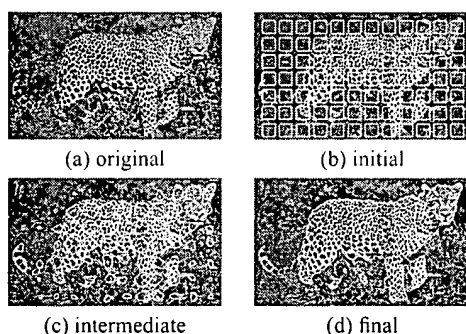 (a) original
(b) initial
(c) intermediate
(d) final